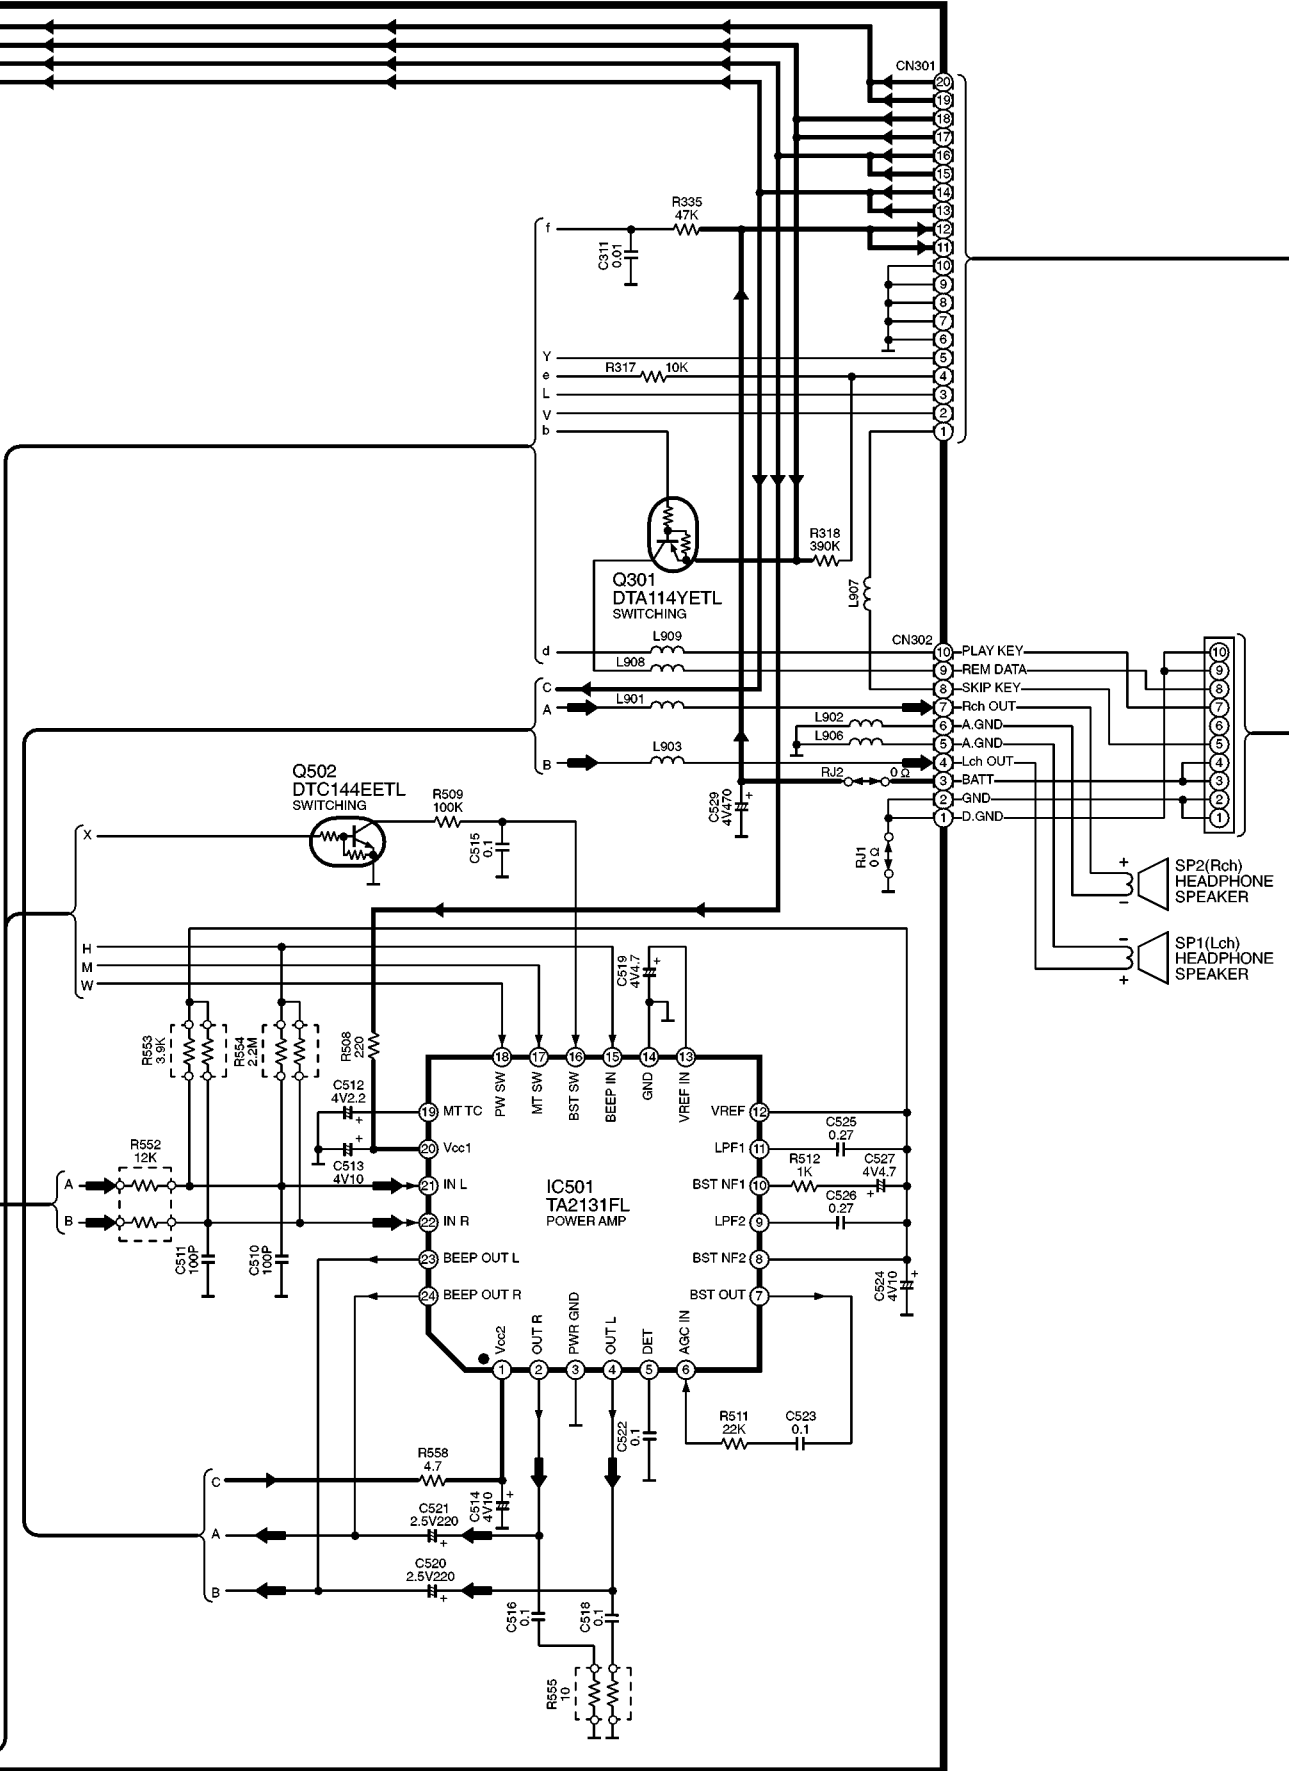 CN301
20
19
18
17
16
15
14
13
12
11
10
9
8
7
6
5
4
3
2
1
R335
47K
f
C311
0.01
Y
R317 10K
e
L
V
b
R318
390K
Q301
DTA114YETL
SWITCHING
L907
CN302
d
L909
L908
C
A
L901
L902
L906
B
L903
RJ2
0 Ω
10 PLAY KEY
9 REM DATA
8 SKIP KEY
7 Rch OUT
6 A.GND
5 A.GND
4 Lch OUT
3 BATT
2 GND
1 D.GND
10
9
8
7
6
5
4
3
2
1
C529
4V470
+
RJ1
0 Ω
+
−
SP2(Rch)
HEADPHONE
SPEAKER
−
+
SP1(Lch)
HEADPHONE
SPEAKER
Q502
DTC144EETL
SWITCHING
R509
100K
C515
0.1
X
H
M
W
C519
4V4.7
+
R553
3.9K
R554
2.2M
R508
220
C512
4V2.2
+
+
C513
4V10
R552
12K
A
B
C511
100P
C510
100P
18 PW SW
17 MT SW
16 BST SW
15 BEEP IN
14 GND
13 VREF IN
19 MT TC
20 Vcc1
21 IN L
22 IN R
23 BEEP OUT L
24 BEEP OUT R
IC501
TA2131FL
POWER AMP
VREF 12
LPF1 11
BST NF1 10
LPF2 9
BST NF2 8
BST OUT 7
Vcc2 1
OUT R 2
PWR GND 3
OUT L 4
DET 5
AGC IN 6
C525
0.27
R512
1K
C527
4V4.7
+
C526
0.27
C524
4V10
+
R511
22K
C523
0.1
C522
0.1
R558
4.7
C
C514
4V10
+
C521
2.5V220
+
A
C520
2.5V220
+
B
C516
0.1
C518
0.1
R555
10